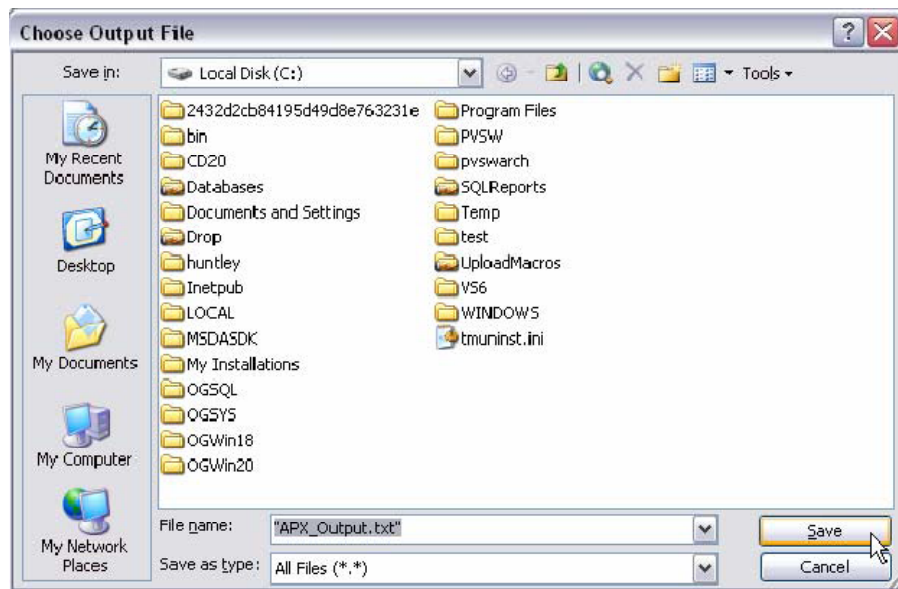 Choose Output File
Save in:
Local Disk (C:)
Tools
My Recent
Documents
Desktop
My Documents
My Computer
My Network
Places
2432d2cb84195d49d8e763231e
bin
CD20
Databases
Documents and Settings
Drop
huntley
Inetpub
LOCAL
MSDASDK
My Installations
OGSQL
OGSYS
OGWin18
OGWin20
Program Files
PVSW
pvswarch
SQLReports
Temp
test
UploadMacros
VS6
WINDOWS
tmuninst.ini
File name:
"APX_Output.txt"
Save
Save as type:
All Files (*.*)
Cancel